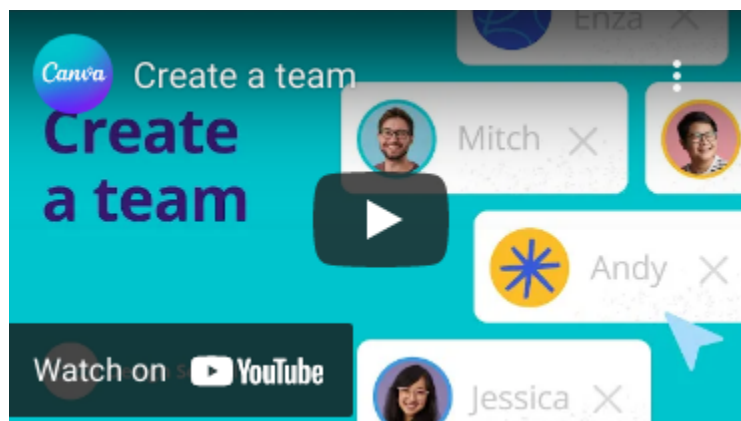 Canva
Create a team
Enza
Create
a team
Mitch
Andy
Watch on YouTube
Jessica